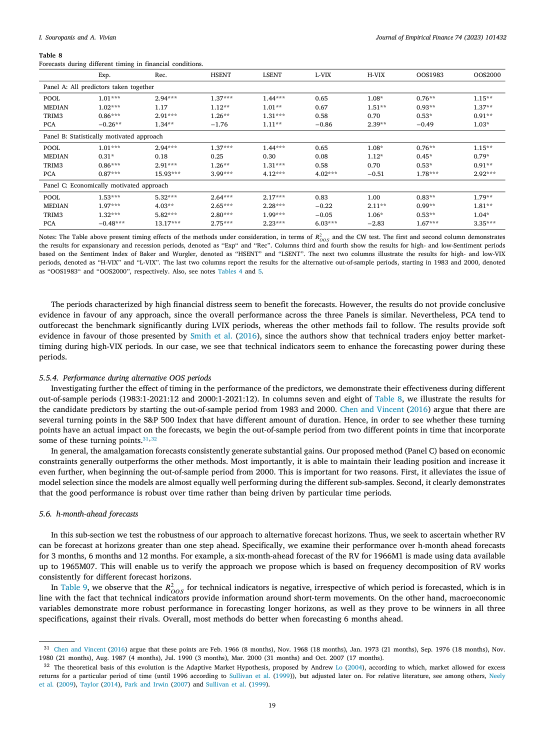 I. Souropanis and A. Vivian
Journal of Empirical Finance 74 (2023) 101432
Table 8
Forecasts during different timing in financial conditions.
Exp. Rec. HSENT LSENT L-VIX H-VIX OOS1983 OOS2000
Panel A: All predictors taken together
POOL 1.01*** 2.94*** 1.37*** 1.44*** 0.65 1.08* 0.76** 1.15**
MEDIAN 1.02*** 1.17 1.12** 1.01** 0.67 1.51** 0.93** 1.37**
TRIM3 0.86*** 2.91*** 1.26** 1.31*** 0.58 0.70 0.53* 0.91**
PCA −0.26** 1.34** −1.76 1.11** −0.86 2.39** −0.49 1.03*
Panel B: Statistically motivated approach
POOL 1.01*** 2.94*** 1.37*** 1.44*** 0.65 1.08* 0.76** 1.15**
MEDIAN 0.31* 0.18 0.25 0.30 0.08 1.12* 0.45* 0.79*
TRIM3 0.86*** 2.91*** 1.26** 1.31*** 0.58 0.70 0.53* 0.91**
PCA 0.87*** 15.93*** 3.99*** 4.12*** 4.02*** −0.51 1.78*** 2.92***
Panel C: Economically motivated approach
POOL 1.53*** 5.32*** 2.64*** 2.17*** 0.83 1.00 0.83** 1.79**
MEDIAN 1.97*** 4.03** 2.65*** 2.28*** −0.22 2.11** 0.99** 1.81**
TRIM3 1.32*** 5.82*** 2.80*** 1.99*** −0.05 1.06* 0.53** 1.04*
PCA −0.48*** 13.17*** 2.75*** 2.23*** 6.03*** −2.83 1.67*** 3.35***
Notes: The Table above present timing effects of the methods under consideration, in terms of R²OOS and the CW test. The first and second column demonstrates
the results for expansionary and recession periods, denoted as "Exp" and "Rec". Columns third and fourth show the results for high- and low-Sentiment periods
based on the Sentiment Index of Baker and Wurgler, denoted as "HSENT" and "LSENT". The next two columns illustrate the results for high- and low-VIX
periods, denoted as "H-VIX" and "L-VIX". The last two columns report the results for the alternative out-of-sample periods, starting in 1983 and 2000, denoted
as "OOS1983" and "OOS2000", respectively. Also, see notes Tables 4 and 5.
The periods characterized by high financial distress seem to benefit the forecasts. However, the results do not provide conclusive
evidence in favour of any approach, since the overall performance across the three Panels is similar. Nevertheless, PCA tend to
outforecast the benchmark significantly during LVIX periods, whereas the other methods fail to follow. The results provide soft
evidence in favour of those presented by Smith et al. (2016), since the authors show that technical traders enjoy better market-
timing during high-VIX periods. In our case, we see that technical indicators seem to enhance the forecasting power during these
periods.
5.5.4. Performance during alternative OOS periods
Investigating further the effect of timing in the performance of the predictors, we demonstrate their effectiveness during different
out-of-sample periods (1983:1-2021:12 and 2000:1-2021:12). In columns seven and eight of Table 8, we illustrate the results for
the candidate predictors by starting the out-of-sample period from 1983 and 2000. Chen and Vincent (2016) argue that there are
several turning points in the S&P 500 Index that have different amount of duration. Hence, in order to see whether these turning
points have an actual impact on the forecasts, we begin the out-of-sample period from two different points in time that incorporate
some of these turning points.31,32
In general, the amalgamation forecasts consistently generate substantial gains. Our proposed method (Panel C) based on economic
constraints generally outperforms the other methods. Most importantly, it is able to maintain their leading position and increase it
even further, when beginning the out-of-sample period from 2000. This is important for two reasons. First, it alleviates the issue of
model selection since the models are almost equally well performing during the different sub-samples. Second, it clearly demonstrates
that the good performance is robust over time rather than being driven by particular time periods.
5.6. h-month-ahead forecasts
In this sub-section we test the robustness of our approach to alternative forecast horizons. Thus, we seek to ascertain whether RV
can be forecast at horizons greater than one step ahead. Specifically, we examine their performance over h-month ahead forecasts
for 3 months, 6 months and 12 months. For example, a six-month-ahead forecast of the RV for 1966M1 is made using data available
up to 1965M07. This will enable us to verify the approach we propose which is based on frequency decomposition of RV works
consistently for different forecast horizons.
In Table 9, we observe that the R²OOS for technical indicators is negative, irrespective of which period is forecasted, which is in
line with the fact that technical indicators provide information around short-term movements. On the other hand, macroeconomic
variables demonstrate more robust performance in forecasting longer horizons, as well as they prove to be winners in all three
specifications, against their rivals. Overall, most methods do better when forecasting 6 months ahead.
31 Chen and Vincent (2016) argue that these points are Feb. 1966 (8 months), Nov. 1968 (18 months), Jan. 1973 (21 months), Sep. 1976 (18 months), Nov.
1980 (21 months), Aug. 1987 (4 months), Jul. 1990 (3 months), Mar. 2000 (31 months) and Oct. 2007 (17 months).
32 The theoretical basis of this evolution is the Adaptive Market Hypothesis, proposed by Andrew Lo (2004), according to which, market allowed for excess
returns for a particular period of time (until 1996 according to Sullivan et al. (1999)), but adjusted later on. For relative literature, see among others, Neely
et al. (2009), Taylor (2014), Park and Irwin (2007) and Sullivan et al. (1999).
19